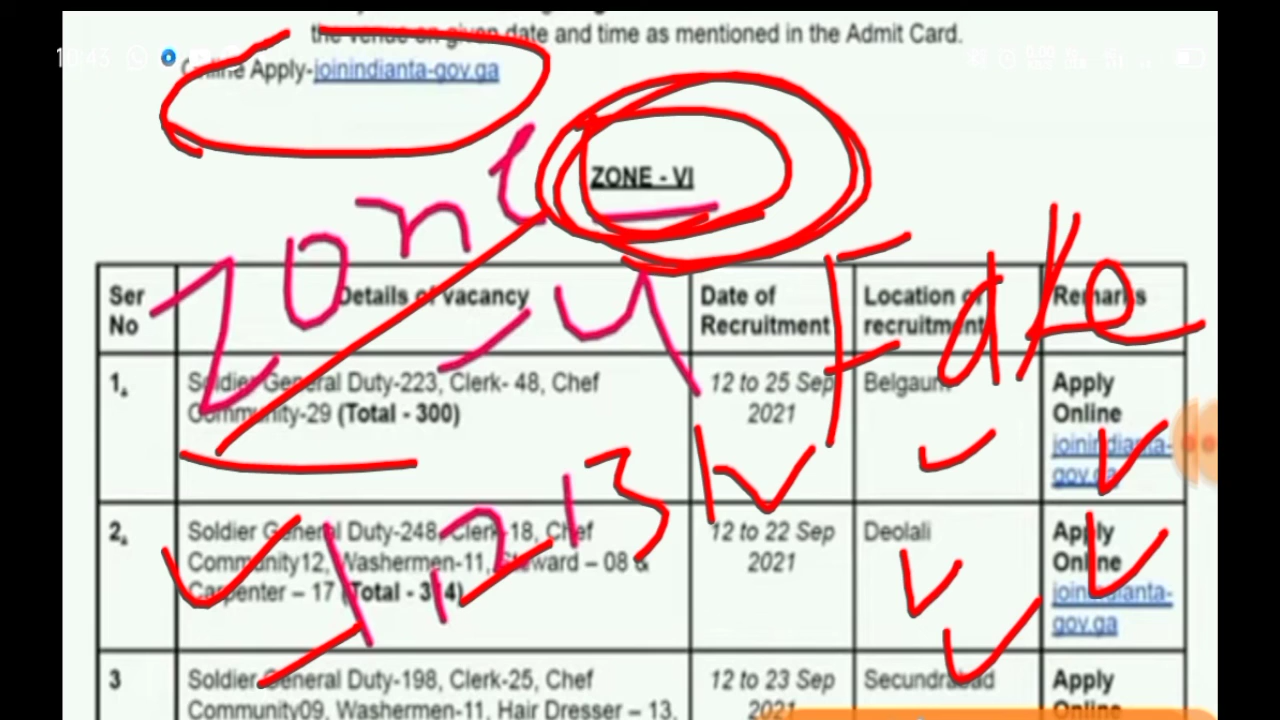 the venue on given date and time as mentioned in the Admit Card.
10:43
Online Apply-joinindianta-gov.ga
ZONE - VI
Zone
Fake
Ser No
Details of vacancy
Date of Recruitment
Location of recruitment
Remarks
1.
Soldier General Duty-223, Clerk- 48, Chef
Community-29 (Total - 300)
12 to 25 Sep
2021
Belgaum
Apply
Online
joinindianta-
gov.ga
2.
Soldier General Duty-248, Clerk-18, Chef
Community12, Washermen-11, Steward – 08 &
Carpenter – 17 (Total - 314)
12 to 22 Sep
2021
Deolali
Apply
Online
joinindianta-
gov.ga
3
Soldier General Duty-198, Clerk-25, Chef
Community09, Washermen-11, Hair Dresser – 13,
12 to 23 Sep
2021
Secundrabad
Apply
Online